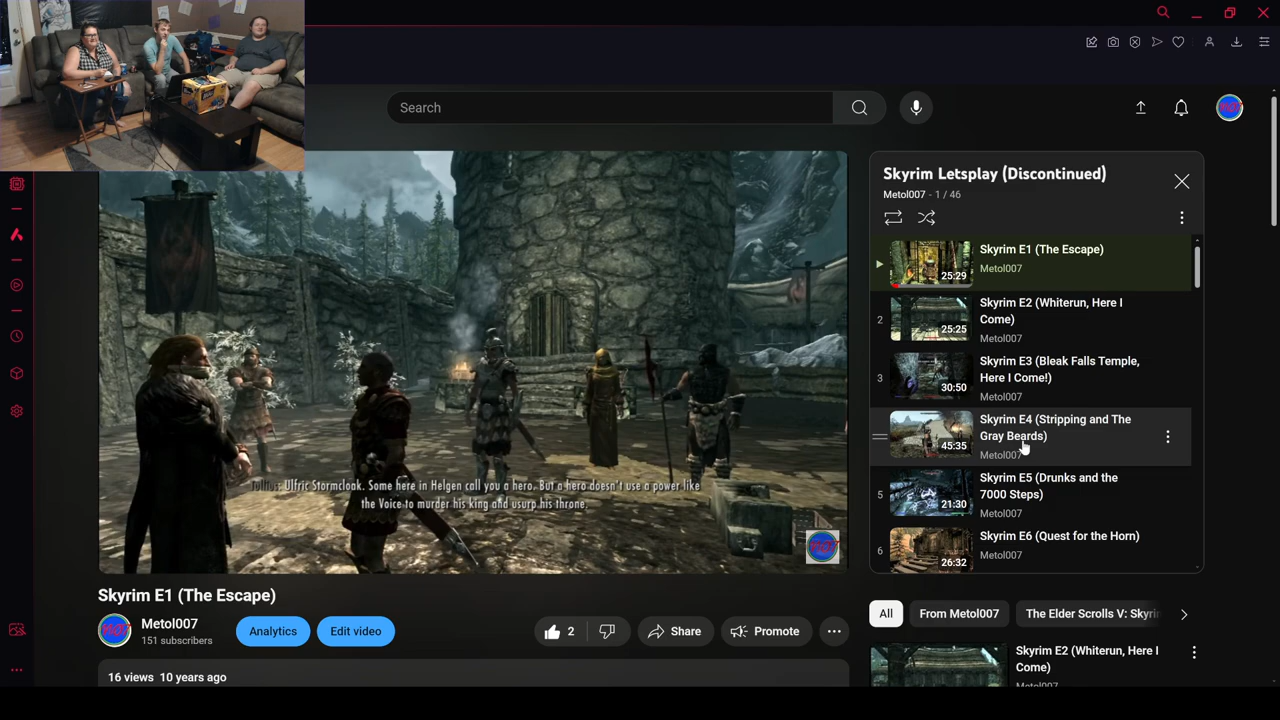 Search
Skyrim Letsplay (Discontinued)
Metol007 - 1 / 46
Skyrim E1 (The Escape)
Metol007
25:29
2
Skyrim E2 (Whiterun, Here I
Come)
Metol007
25:25
3
Skyrim E3 (Bleak Falls Temple,
Here I Come!)
Metol007
30:50
Skyrim E4 (Stripping and The
Gray Beards)
Metol007
45:35
5
Skyrim E5 (Drunks and the
7000 Steps)
Metol007
21:30
6
Skyrim E6 (Quest for the Horn)
Metol007
26:32
Ulfric Stormcloak. Some here in Helgen call you a hero. But a hero doesn't use a power like
the Voice to murder his king and usurp his throne.
Skyrim E1 (The Escape)
Metol007
151 subscribers
Analytics
Edit video
2
Share
Promote
16 views 10 years ago
All
From Metol007
The Elder Scrolls V: Skyri
Skyrim E2 (Whiterun, Here I
Come)
Metol007